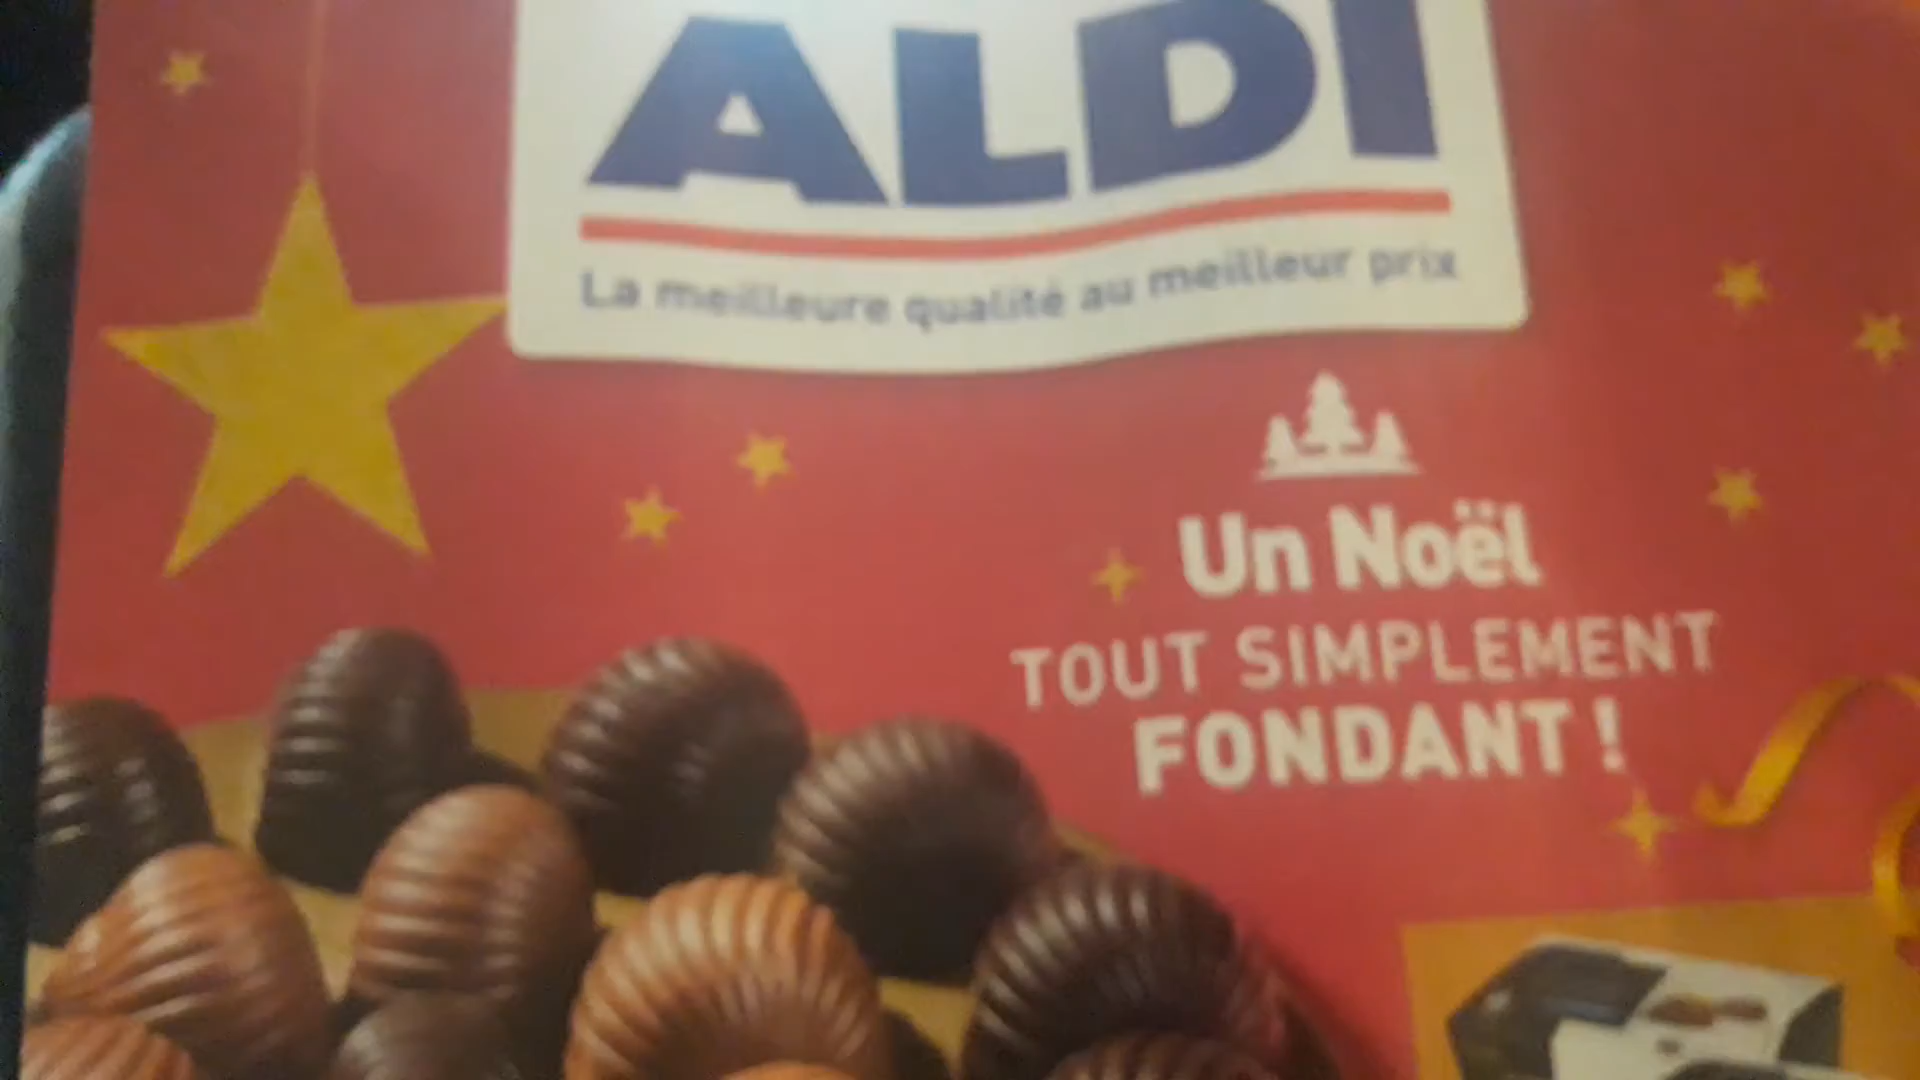 ALDI
La meilleure qualité au meilleur prix
Un Noël
TOUT SIMPLEMENT
FONDANT !